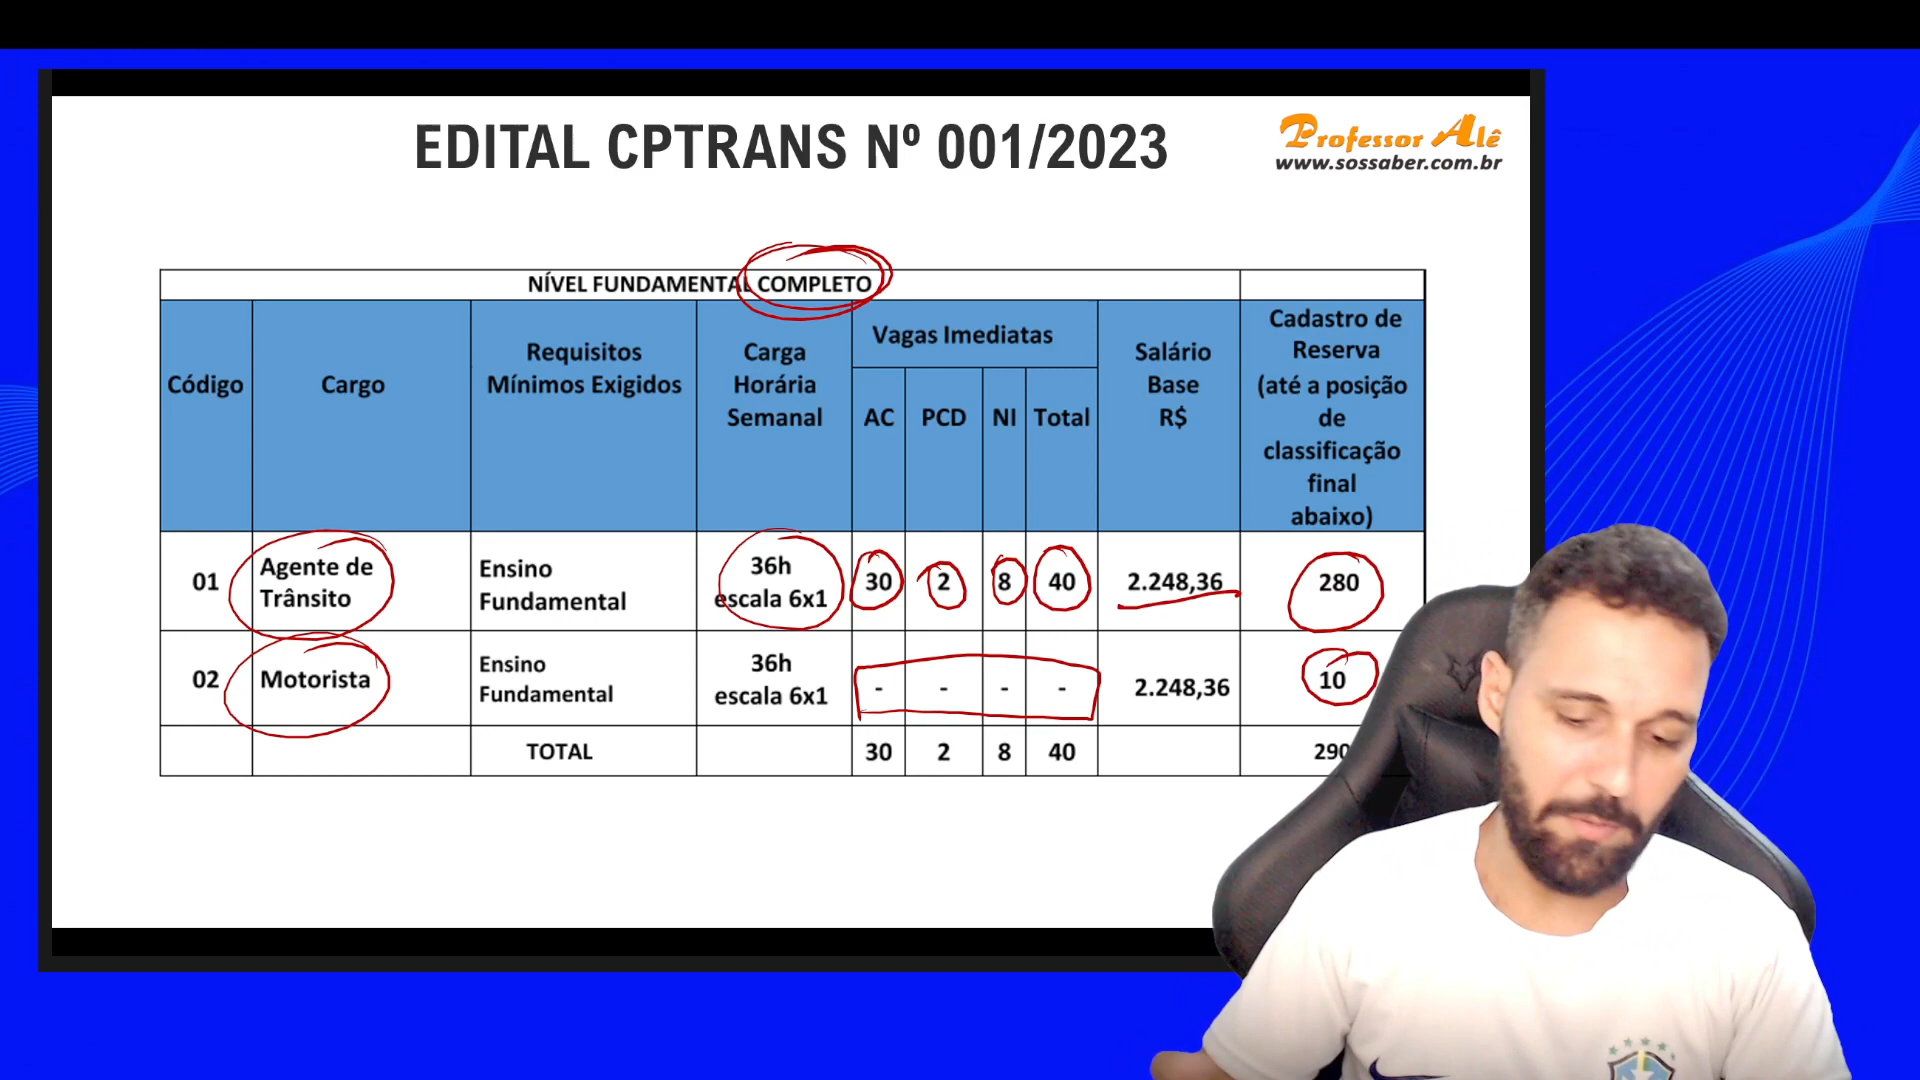 EDITAL CPTRANS Nº 001/2023
Professor Alê
www.sossaber.com.br
NÍVEL FUNDAMENTAL COMPLETO
Código
Cargo
Requisitos
Mínimos Exigidos
Carga
Horária
Semanal
Vagas Imediatas
AC PCD NI Total
Salário
Base
R$
Cadastro de
Reserva
(até a posição
de
classificação
final
abaixo)
01
Agente de
Trânsito
Ensino
Fundamental
36h
escala 6x1
30 2 8 40
2.248,36
280
02
Motorista
Ensino
Fundamental
36h
escala 6x1
- - - -
2.248,36
10
TOTAL 30 2 8 40 290